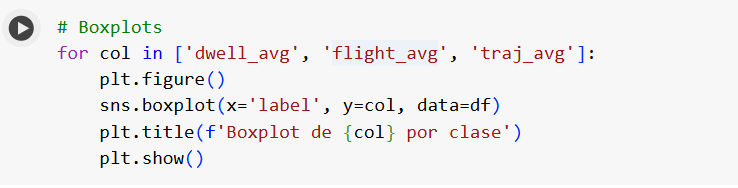 # Boxplots
for col in ['dwell_avg', 'flight_avg', 'traj_avg']:
    plt.figure()
    sns.boxplot(x='label', y=col, data=df)
    plt.title(f'Boxplot de {col} por clase')
    plt.show()